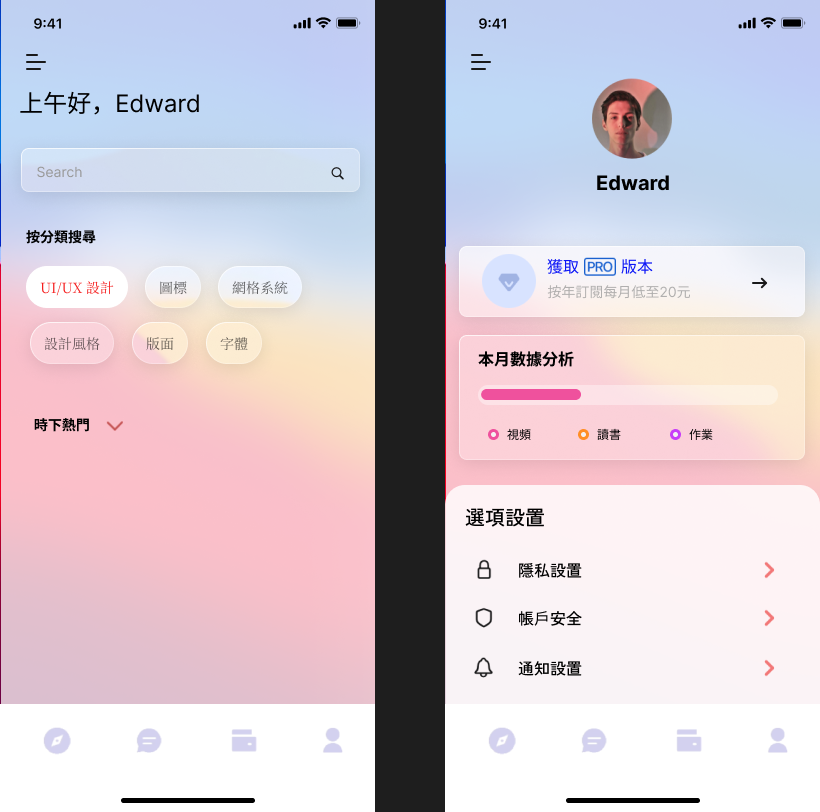 9:41
上午好，Edward
Search
按分類搜尋
UI/UX 設計
圖標
網格系統
設計風格
版面
字體
時下熱門
9:41
Edward
獲取 PRO 版本
按年訂閱每月低至20元
本月數據分析
視頻
讀書
作業
選項設置
隱私設置
帳戶安全
通知設置